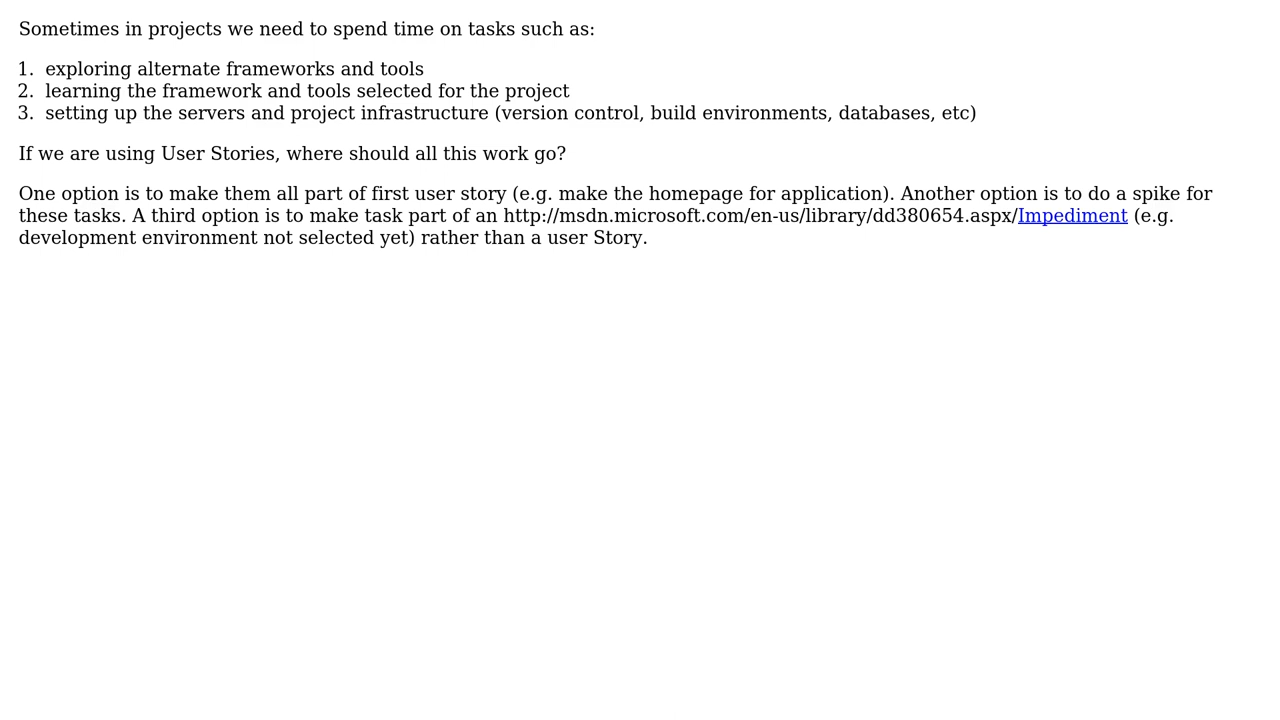 Sometimes in projects we need to spend time on tasks such as:
1. exploring alternate frameworks and tools
2. learning the framework and tools selected for the project
3. setting up the servers and project infrastructure (version control, build environments, databases, etc)
If we are using User Stories, where should all this work go?
One option is to make them all part of first user story (e.g. make the homepage for application). Another option is to do a spike for
these tasks. A third option is to make task part of an http://msdn.microsoft.com/en-us/library/dd380654.aspx/Impediment (e.g.
development environment not selected yet) rather than a user Story.